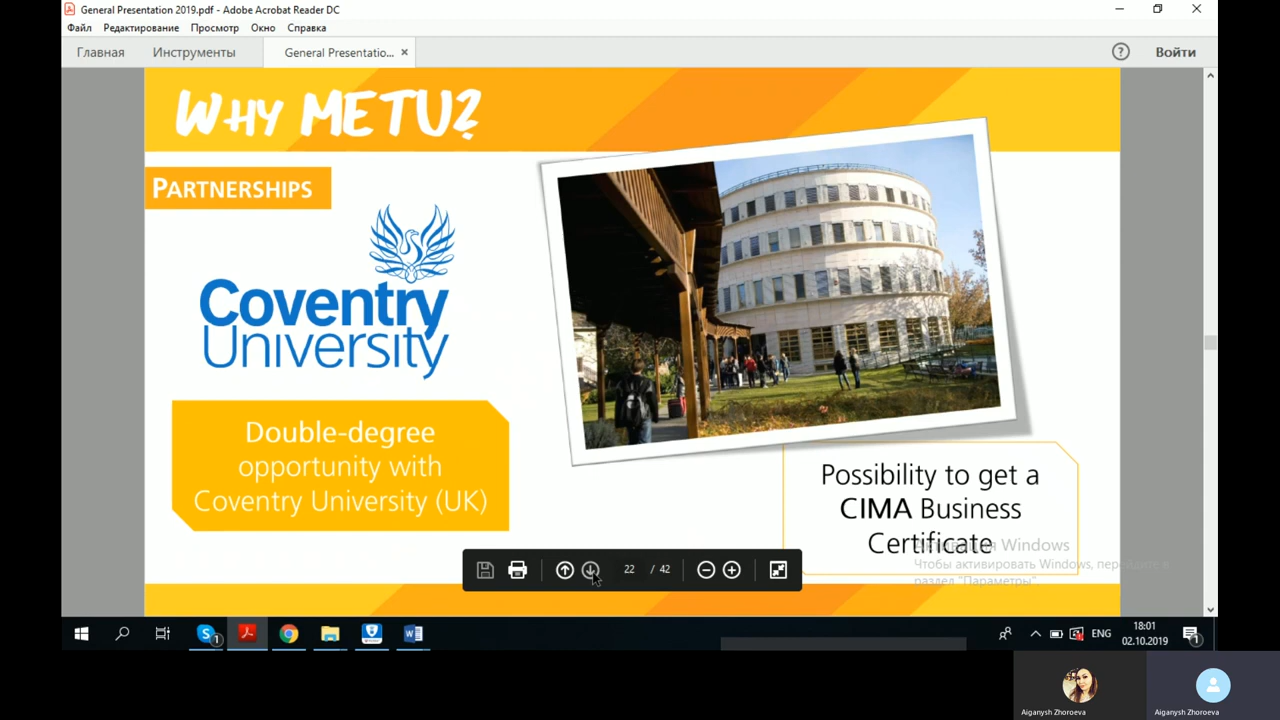 General Presentation 2019.pdf - Adobe Acrobat Reader DC
Файл Редактирование Просмотр Окно Справка
Главная Инструменты General Presentatio... Войти
WHY METU?
PARTNERSHIPS
Coventry
University
Double-degree
opportunity with
Coventry University (UK)
Possibility to get a
CIMA Business
Certificate
Активация Windows
Чтобы активировать Windows, перейдите в
раздел "Параметры"
22 / 42
1
ENG
18:01
02.10.2019
1
Aiganysh Zhoroeva
Aiganysh Zhoroeva